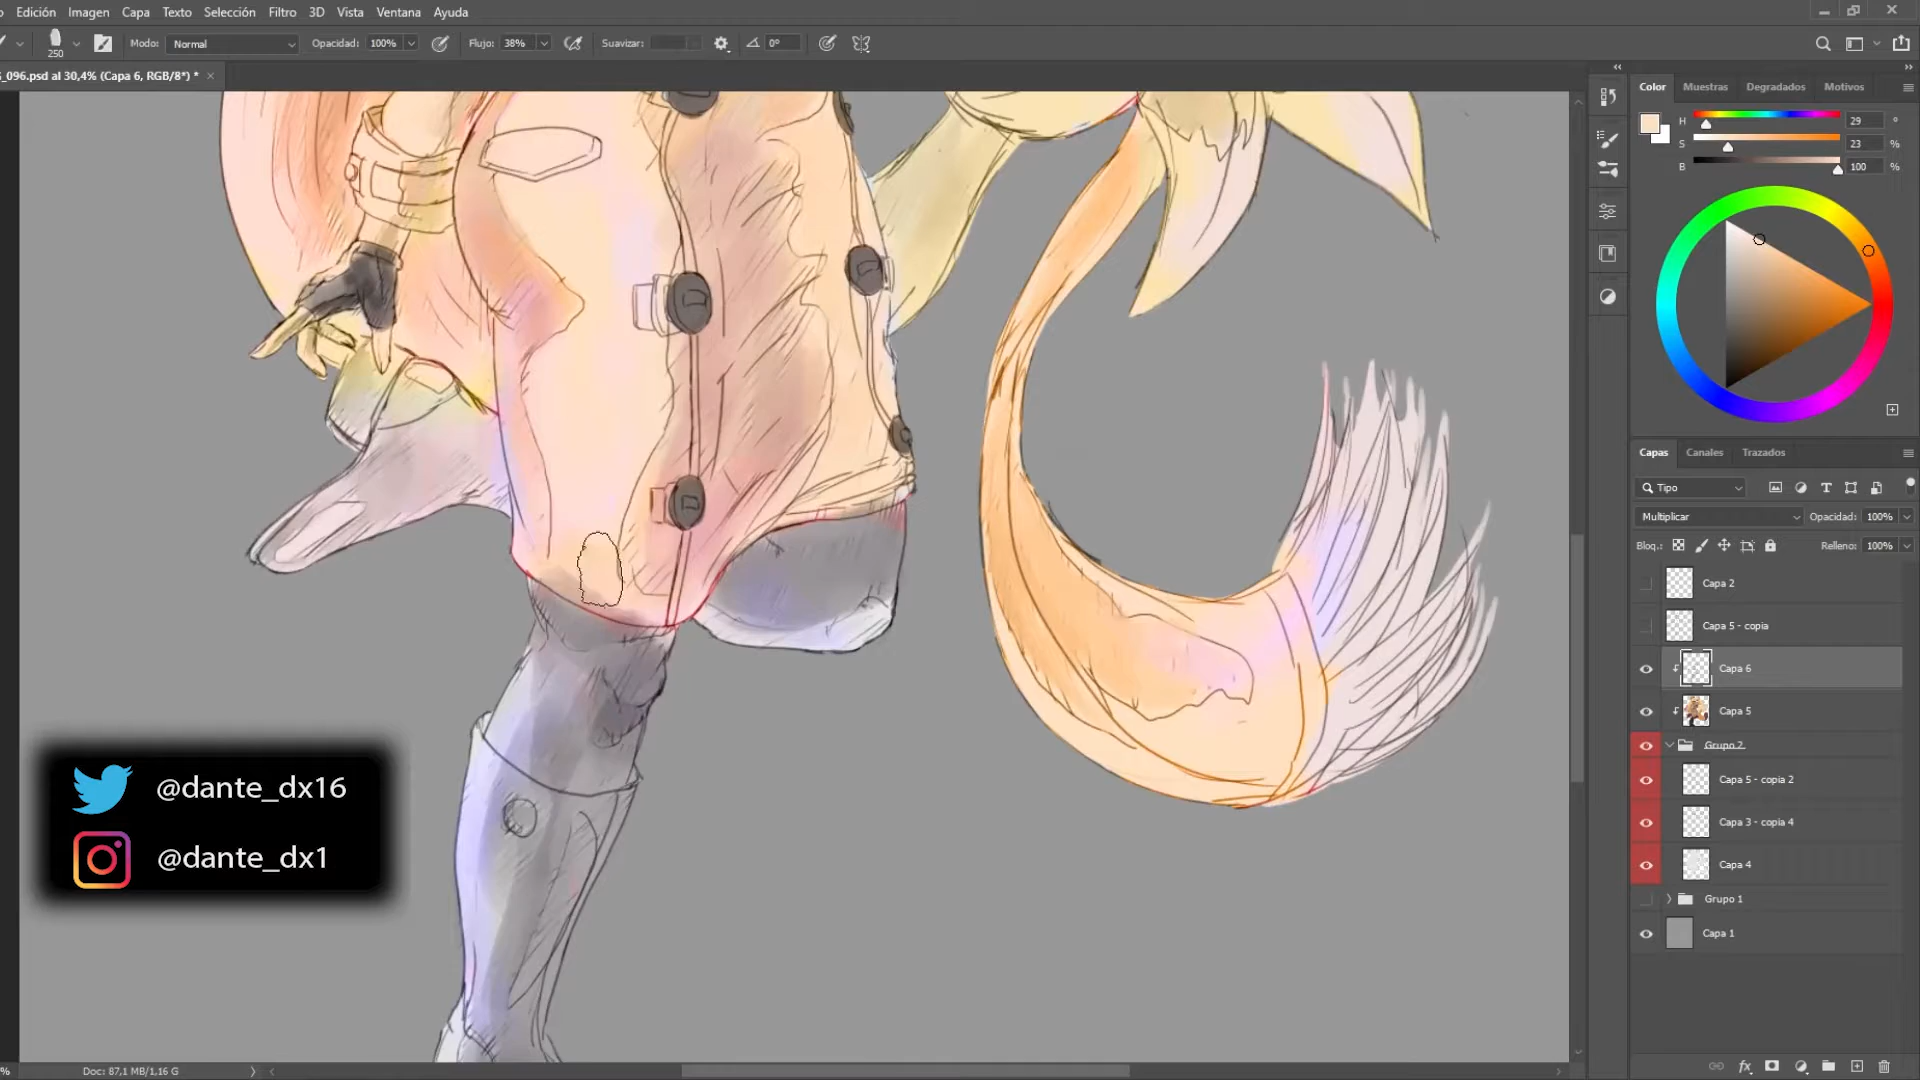 Edición Imagen Capa Texto Selección Filtro 3D Vista Ventana Ayuda
250 Modo: Normal Opacidad: 100% Flujo: 38% Suavizar: 0°
_096.psd al 30,4% (Capa 6, RGB/8*) *
Color Muestras Degradados Motivos
H 29 °
S 23 %
B 100 %
Capas Canales Trazados
Tipo
Multiplicar Opacidad: 100%
Bloq.: Relleno: 100%
Capa 2
Capa 5 - copia
Capa 6
Capa 5
Grupo 2
Capa 5 - copia 2
Capa 3 - copia 4
Capa 4
Grupo 1
Capa 1
@dante_dx16
@dante_dx1
% Doc: 87,1 MB/1,16 G
fx